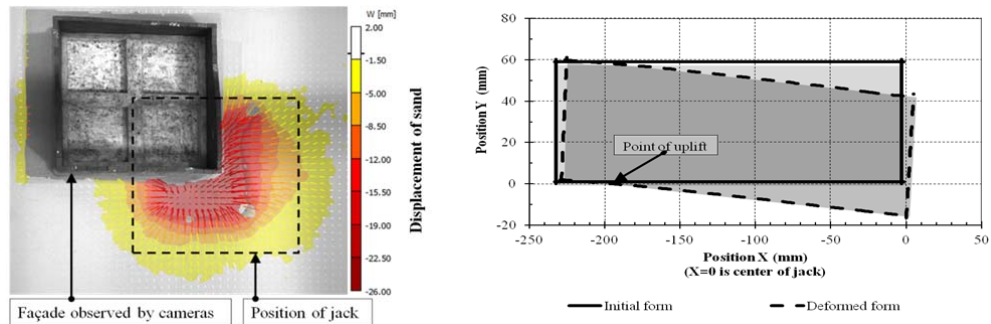 W [mm]
2.00
-1.50
-5.00
-8.50
-12.00
-15.50
-19.00
-22.50
-26.00
Displacement of sand
Façade observed by cameras
Position of jack
Position Y (mm)
80
60
40
20
0
-20
Point of uplift
-250
-200
-150
-100
-50
0
50
Position X (mm)
(X=0 is center of jack)
Initial form
Deformed form